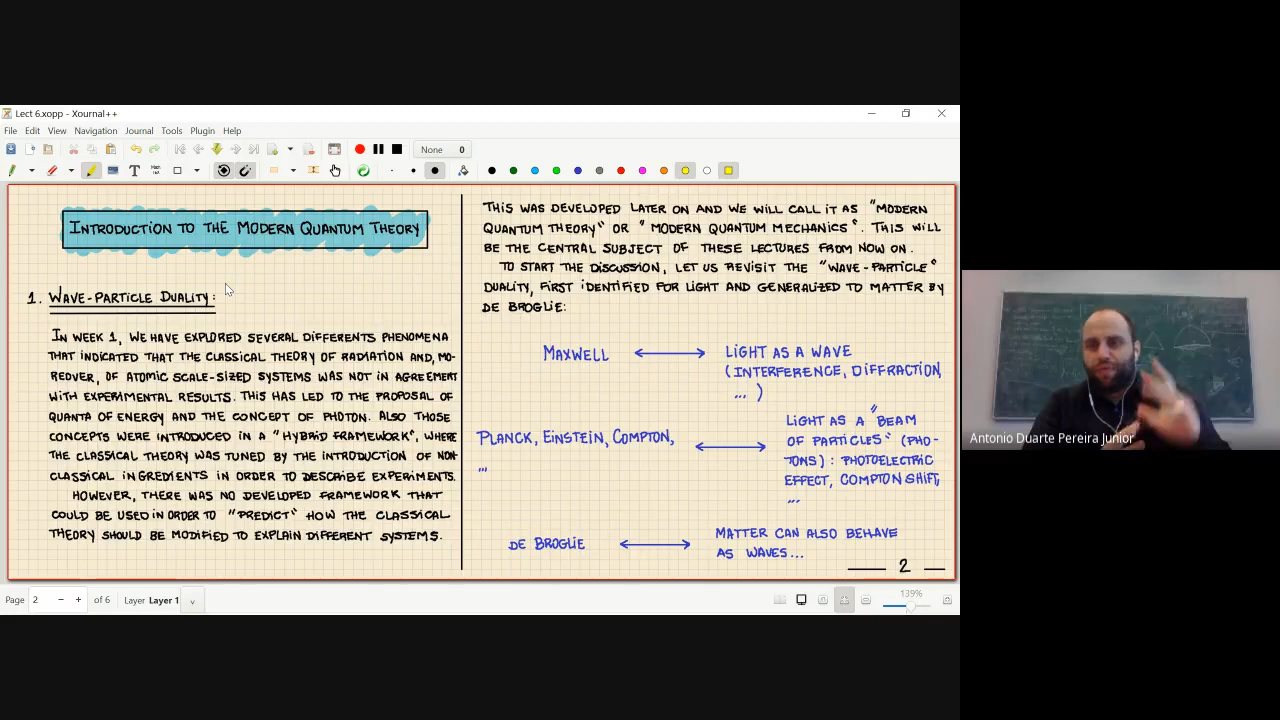 Lect 6.xopp - Xournal++
File Edit View Navigation Journal Tools Plugin Help
None 0
INTRODUCTION TO THE MODERN QUANTUM THEORY
1. WAVE-PARTICLE DUALITY:
IN WEEK 1, WE HAVE EXPLORED SEVERAL DIFFERENTS PHENOMENA
THAT INDICATED THAT THE CLASSICAL THEORY OF RADIATION AND, MO-
REOVER, OF ATOMIC SCALE-SIZED SYSTEMS WAS NOT IN AGREEMENT
WITH EXPERIMENTAL RESULTS. THIS HAS LED TO THE PROPOSAL OF
QUANTA OF ENERGY AND THE CONCEPT OF PHOTON. ALSO THOSE
CONCEPTS WERE INTRODUCED IN A "HYBRID FRAMEWORK", WHERE
THE CLASSICAL THEORY WAS TUNED BY THE INTRODUCTION OF NON
CLASSICAL INGREDIENTS IN ORDER TO DESCRIBE EXPERIMENTS.
HOWEVER, THERE WAS NO DEVELOPED FRAMEWORK THAT
COULD BE USED IN ORDER TO "PREDICT" HOW THE CLASSICAL
THEORY SHOULD BE MODIFIED TO EXPLAIN DIFFERENT SYSTEMS.
THIS WAS DEVELOPED LATER ON AND WE WILL CALL IT AS "MODERN
QUANTUM THEORY" OR "MODERN QUANTUM MECHANICS". THIS WILL
BE THE CENTRAL SUBJECT OF THESE LECTURES FROM NOW ON.
TO START THE DISCUSSION, LET US REVISIT THE "WAVE-PARTICLE"
DUALITY, FIRST IDENTIFIED FOR LIGHT AND GENERALIZED TO MATTER BY
DE BROGLIE:
MAXWELL ↔ LIGHT AS A WAVE
(INTERFERENCE, DIFFRACTION,
...)
PLANCK, EINSTEIN, COMPTON,
...
↔ LIGHT AS A "BEAM
OF PARTICLES" (PHO-
TONS): PHOTOELECTRIC
EFFECT, COMPTON SHIFT,
...
DE BROGLIE ↔ MATTER CAN ALSO BEHAVE
AS WAVES...
2
Page 2 of 6 Layer Layer 1 139%
Antonio Duarte Pereira Junior